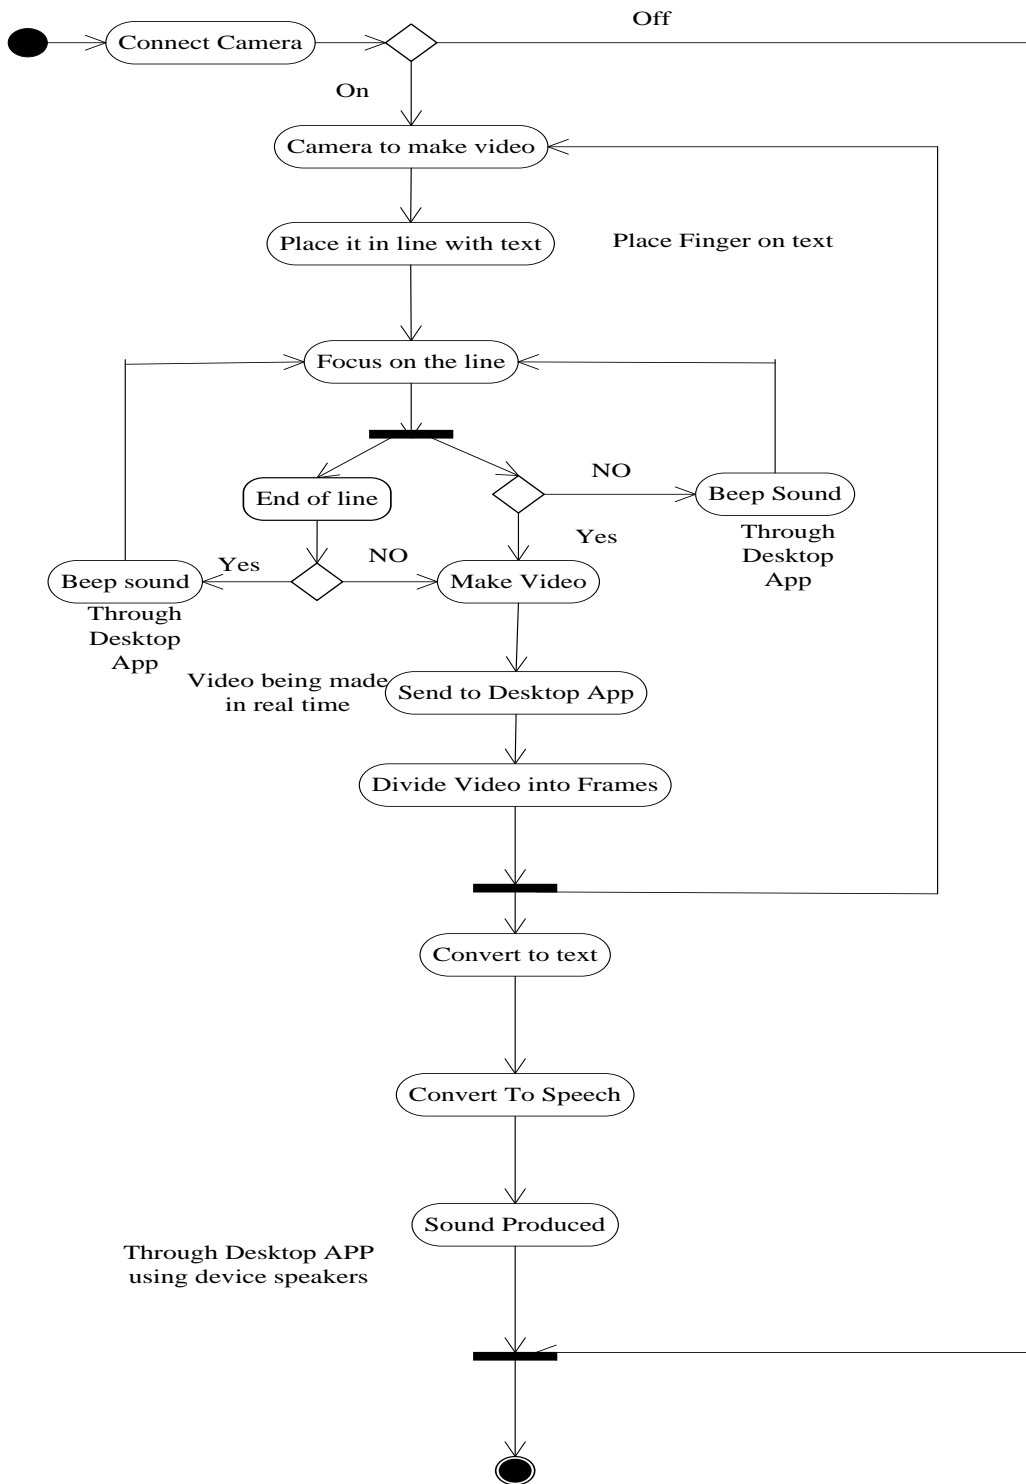 Off
Connect Camera
On
Camera to make video
Place it in line with text
Place Finger on text
Focus on the line
NO
End of line
Beep Sound
Through
Desktop
App
Yes
Yes
NO
Beep sound
Make Video
Through
Desktop
App
Video being made
in real time
Send to Desktop App
Divide Video into Frames
Convert to text
Convert To Speech
Sound Produced
Through Desktop APP
using device speakers